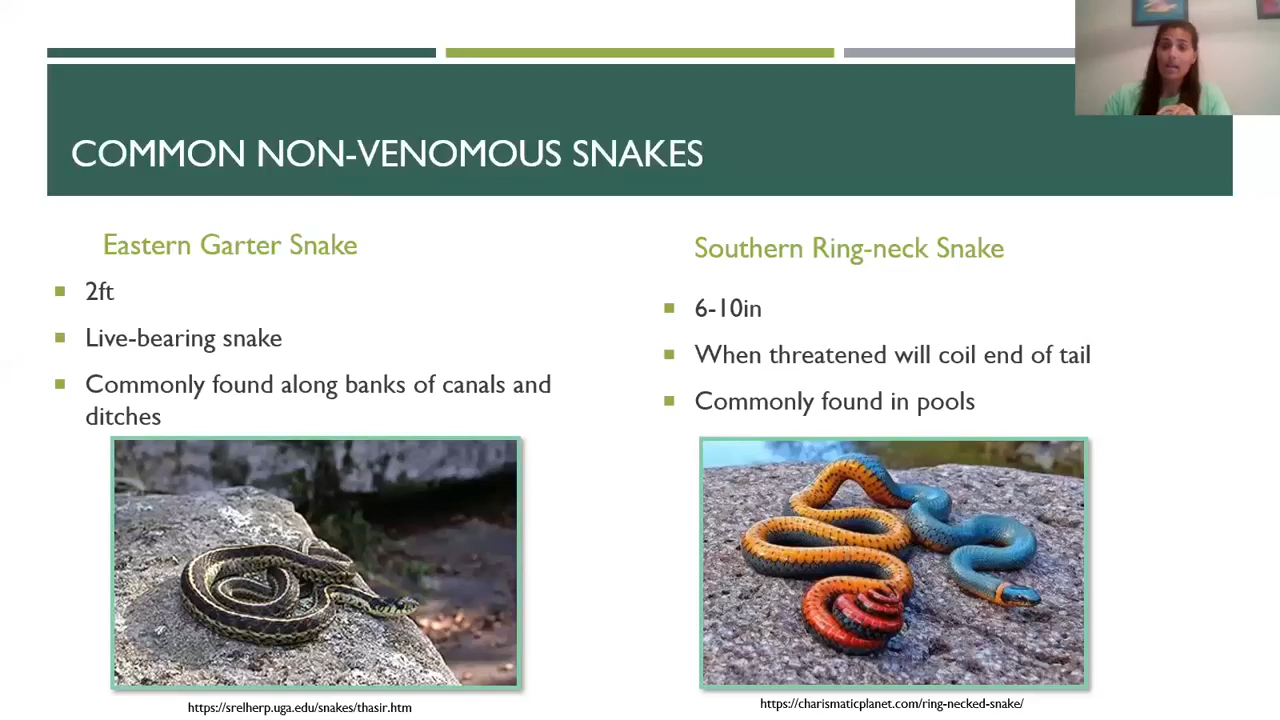 COMMON NON-VENOMOUS SNAKES
Eastern Garter Snake
2ft
Live-bearing snake
Commonly found along banks of canals and
ditches
https://srelherp.uga.edu/snakes/thasir.htm
Southern Ring-neck Snake
6-10in
When threatened will coil end of tail
Commonly found in pools
https://charismaticplanet.com/ring-necked-snake/